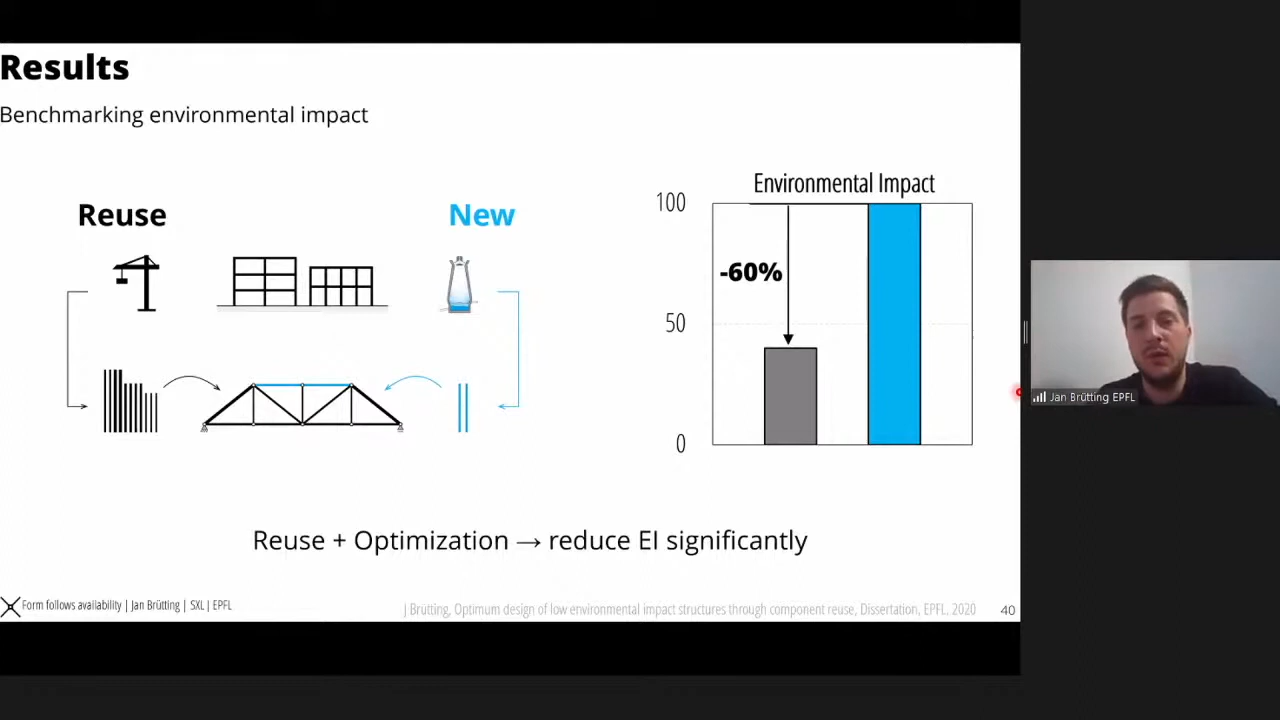 Results
Benchmarking environmental impact
Reuse
New
Environmental Impact
100
50
0
-60%
Reuse + Optimization → reduce EI significantly
Form follows availability | Jan Brütting | SXL | EPFL
| Brütting, Optimum design of low environmental impact structures through component reuse, Dissertation, EPFL, 2020
40
Jan Brütting EPFL